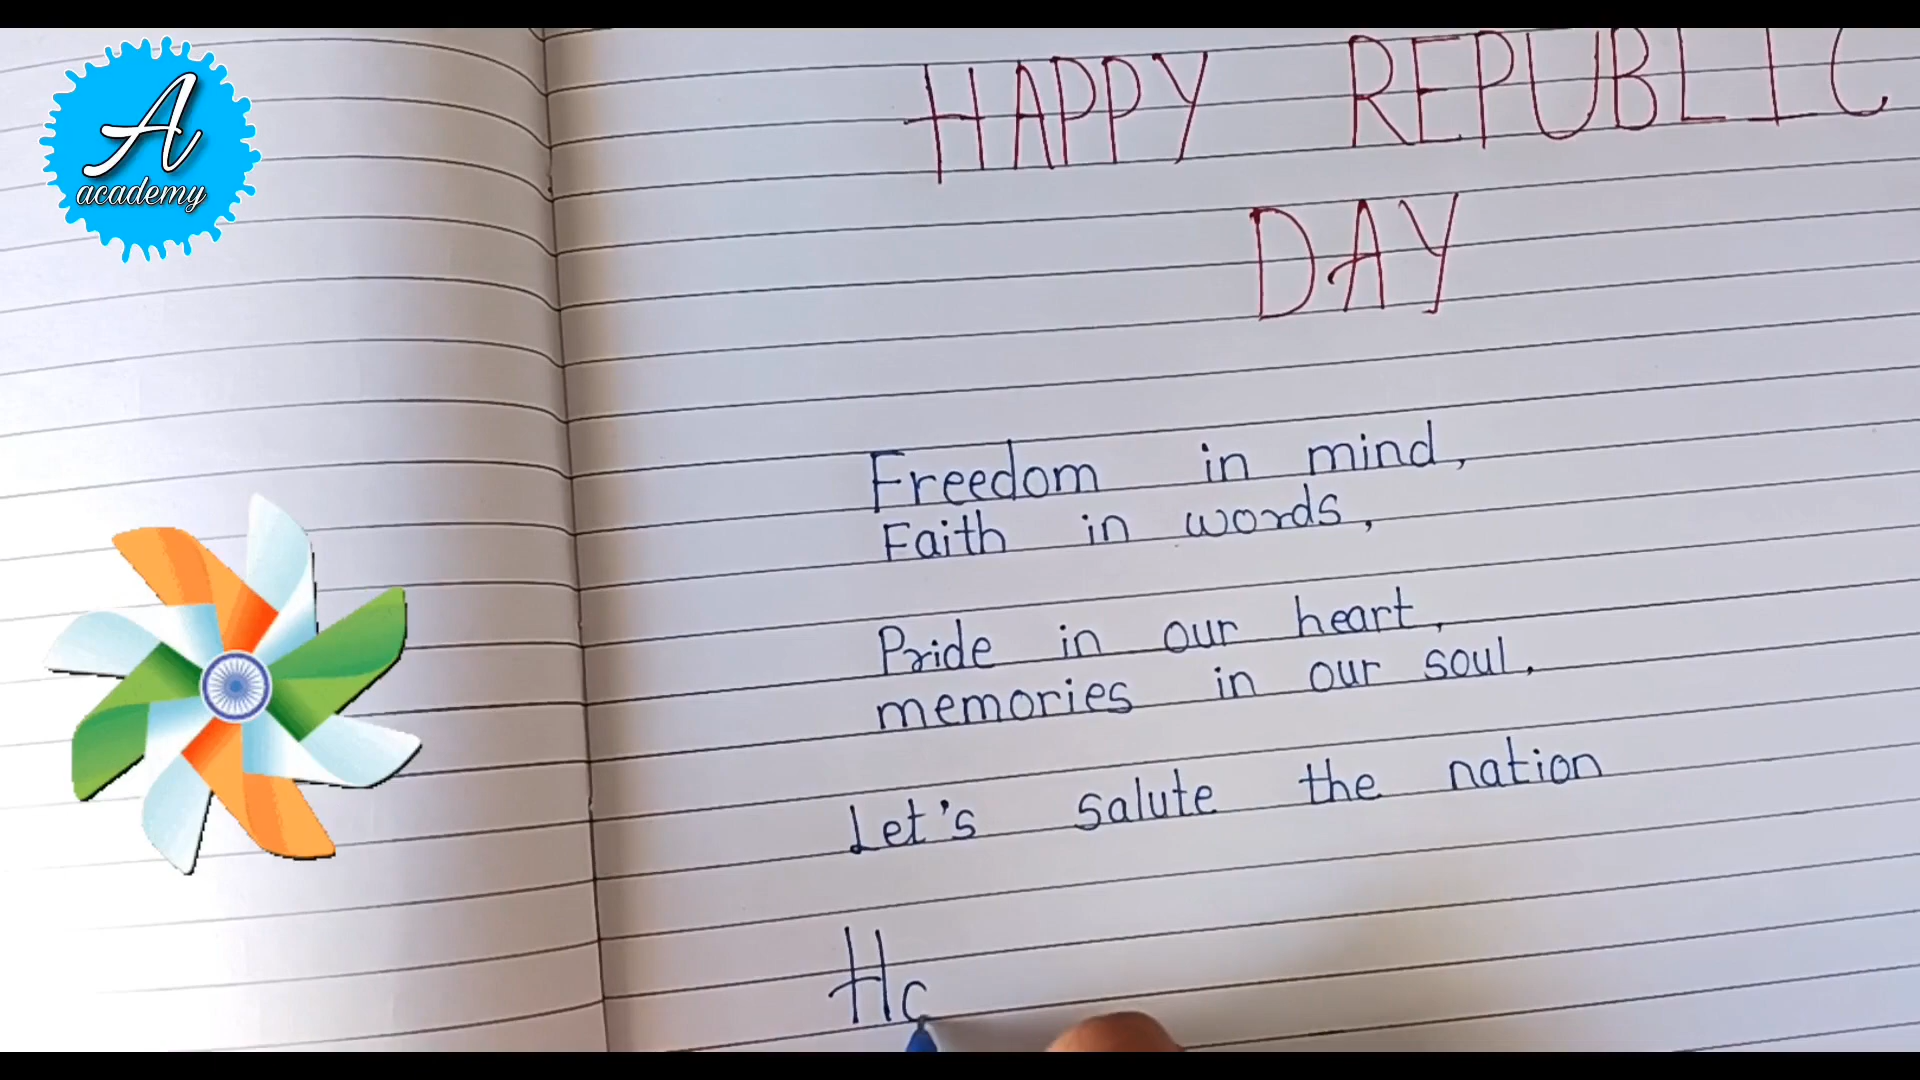 A
academy
HAPPY REPUBLIC
DAY
Freedom in mind,
Faith in words,
Pride in our heart,
memories in our soul.
Let's salute the nation